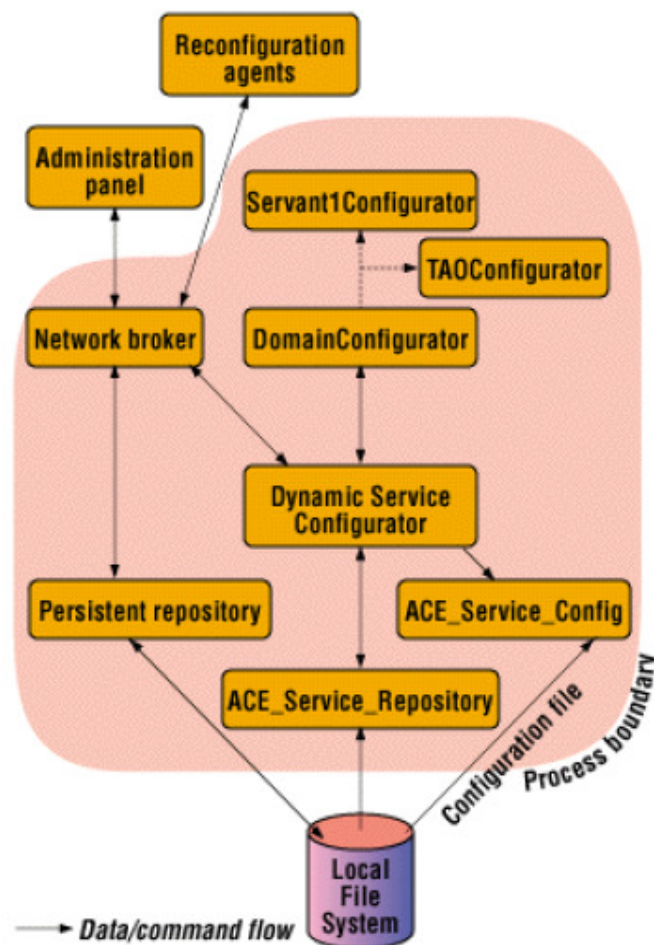 Reconfiguration
agents
Administration
panel
Servant1Configurator
TAOConfigurator
Network broker
DomainConfigurator
Dynamic Service
Configurator
Persistent repository
ACE_Service_Config
ACE_Service_Repository
Configuration file
Process boundary
Local
File
System
Data/command flow